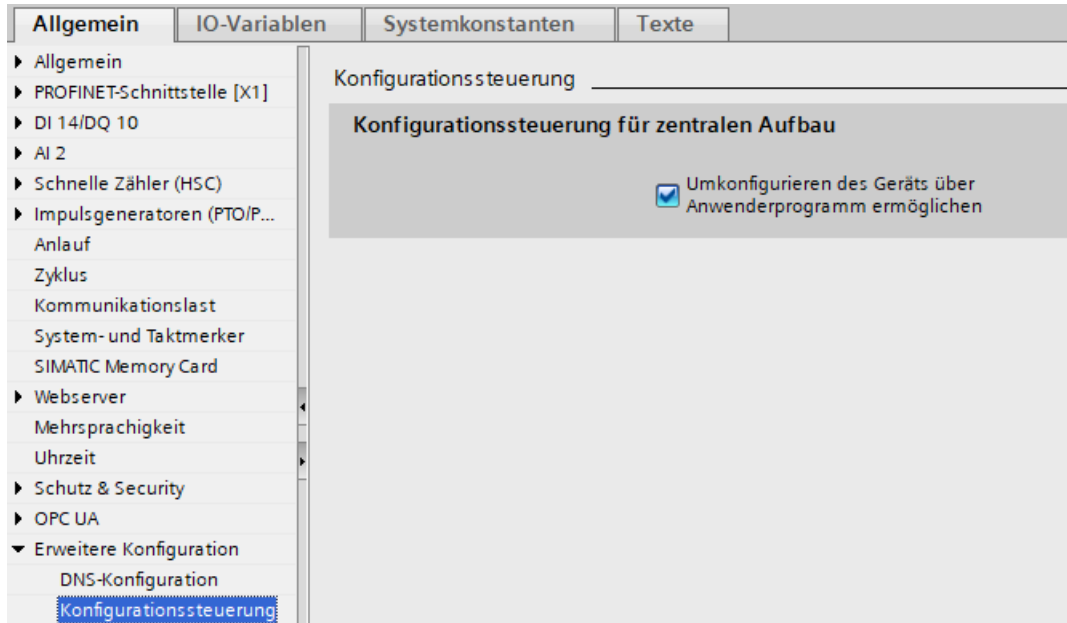 Allgemein IO-Variablen Systemkonstanten Texte
Allgemein
PROFINET-Schnittstelle [X1]
DI 14/DQ 10
AI 2
Schnelle Zähler (HSC)
Impulsgeneratoren (PTO/P...
Anlauf
Zyklus
Kommunikationslast
System- und Taktmerker
SIMATIC Memory Card
Webserver
Mehrsprachigkeit
Uhrzeit
Schutz & Security
OPC UA
Erweitere Konfiguration
DNS-Konfiguration
Konfigurationssteuerung
Konfigurationssteuerung
Konfigurationssteuerung für zentralen Aufbau
Umkonfigurieren des Geräts über
Anwenderprogramm ermöglichen